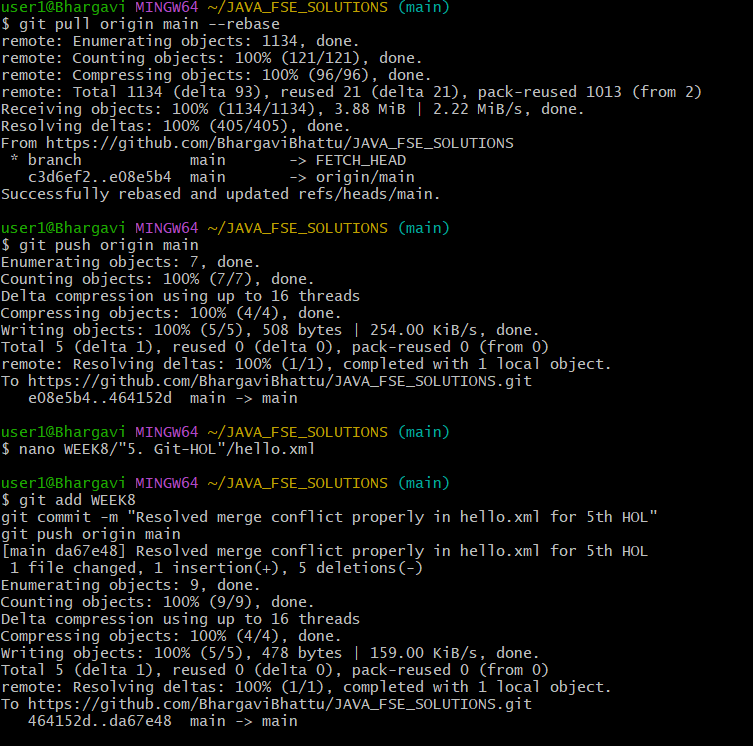 user1@Bhargavi MINGW64 ~/JAVA_FSE_SOLUTIONS (main)
$ git pull origin main --rebase
remote: Enumerating objects: 1134, done.
remote: Counting objects: 100% (121/121), done.
remote: Compressing objects: 100% (96/96), done.
remote: Total 1134 (delta 93), reused 21 (delta 21), pack-reused 1013 (from 2)
Receiving objects: 100% (1134/1134), 3.88 MiB | 2.22 MiB/s, done.
Resolving deltas: 100% (405/405), done.
From https://github.com/BhargaviBhattu/JAVA_FSE_SOLUTIONS
 * branch            main       -> FETCH_HEAD
   c3d6ef2..e08e5b4  main       -> origin/main
Successfully rebased and updated refs/heads/main.

user1@Bhargavi MINGW64 ~/JAVA_FSE_SOLUTIONS (main)
$ git push origin main
Enumerating objects: 7, done.
Counting objects: 100% (7/7), done.
Delta compression using up to 16 threads
Compressing objects: 100% (4/4), done.
Writing objects: 100% (5/5), 508 bytes | 254.00 KiB/s, done.
Total 5 (delta 1), reused 0 (delta 0), pack-reused 0 (from 0)
remote: Resolving deltas: 100% (1/1), completed with 1 local object.
To https://github.com/BhargaviBhattu/JAVA_FSE_SOLUTIONS.git
   e08e5b4..464152d  main -> main

user1@Bhargavi MINGW64 ~/JAVA_FSE_SOLUTIONS (main)
$ nano WEEK8/"5. Git-HOL"/hello.xml

user1@Bhargavi MINGW64 ~/JAVA_FSE_SOLUTIONS (main)
$ git add WEEK8
git commit -m "Resolved merge conflict properly in hello.xml for 5th HOL"
git push origin main
[main da67e48] Resolved merge conflict properly in hello.xml for 5th HOL
 1 file changed, 1 insertion(+), 5 deletions(-)
Enumerating objects: 9, done.
Counting objects: 100% (9/9), done.
Delta compression using up to 16 threads
Compressing objects: 100% (4/4), done.
Writing objects: 100% (5/5), 478 bytes | 159.00 KiB/s, done.
Total 5 (delta 1), reused 0 (delta 0), pack-reused 0 (from 0)
remote: Resolving deltas: 100% (1/1), completed with 1 local object.
To https://github.com/BhargaviBhattu/JAVA_FSE_SOLUTIONS.git
   464152d..da67e48  main -> main